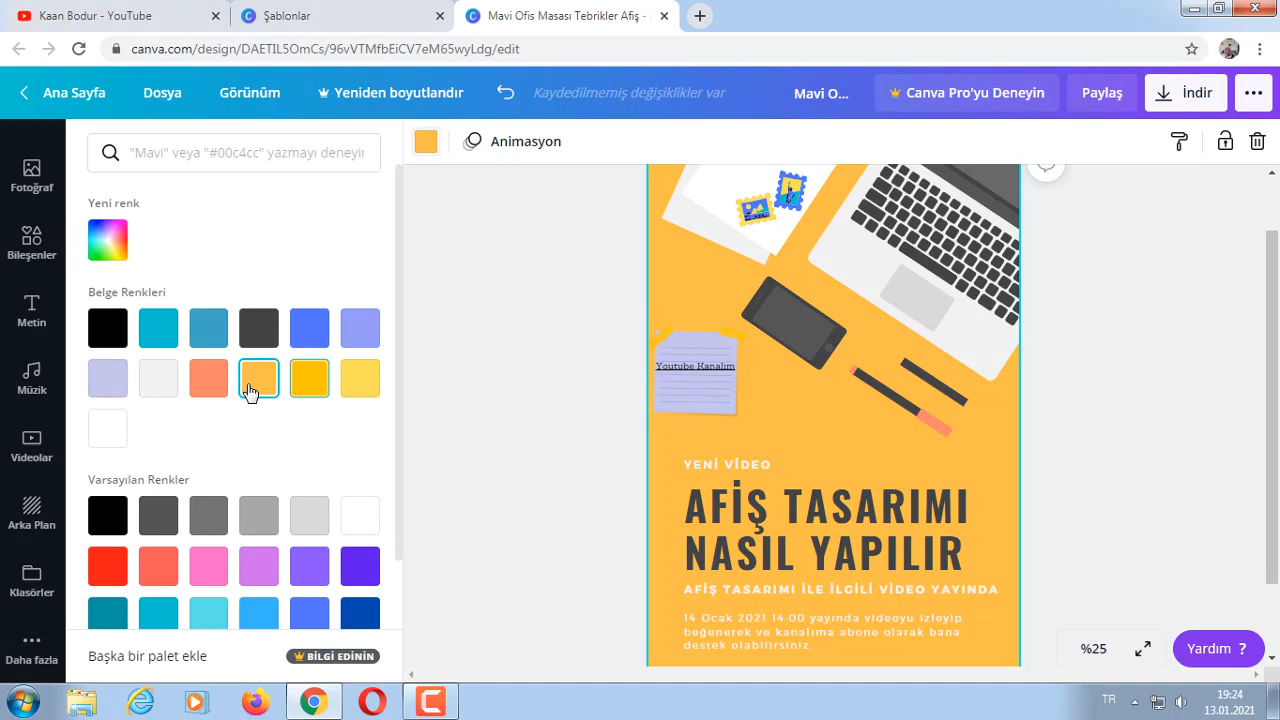 Kaan Bodur - YouTube
Şablonlar
Mavi Ofis Masası Tebrikler Afiş -
canva.com/design/DAETIL5OmCs/96vVTMfbEiCV7eM65wyLdg/edit
Ana Sayfa
Dosya
Görünüm
Yeniden boyutlandır
Kaydedilmemiş değişiklikler var
Mavi O...
Canva Pro'yu Deneyin
Paylaş
İndir
Fotoğraf
Bileşenler
Metin
Müzik
Videolar
Arka Plan
Klasörler
Daha fazla
"Mavi" veya "#00c4cc" yazmayı deneyin
Yeni renk
Belge Renkleri
Varsayılan Renkler
Başka bir palet ekle
BİLGİ EDİNİN
Animasyon
Youtube Kanalım
YENİ VİDEO
AFİŞ TASARIMI
NASIL YAPILIR
AFİŞ TASARIMI İLE İLGİLİ VİDEO YAYINDA
14 Ocak 2021 14:00 yayında videoyu izleyip
beğenerek ve kanalıma abone olarak bana
destek olabilirsiniz.
%25
Yardım ?
TR
19:24
13.01.2021